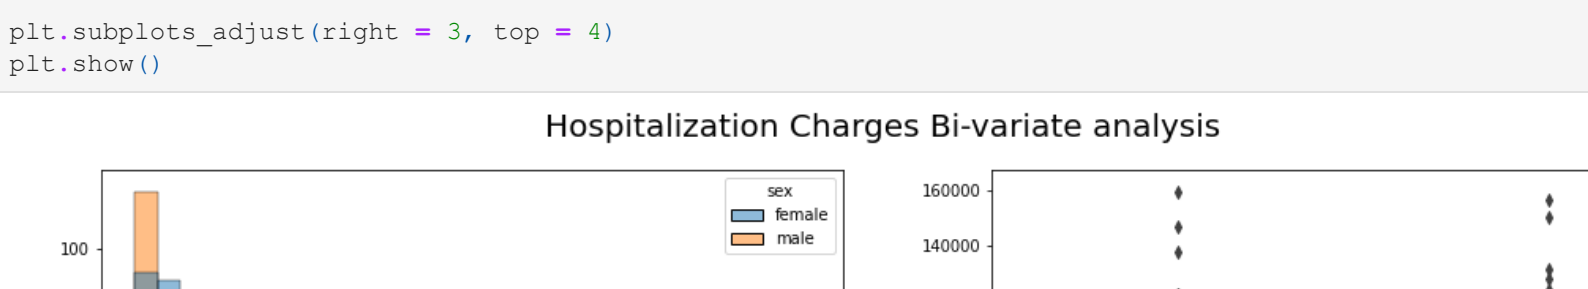 plt.subplots_adjust(right = 3, top = 4)
plt.show()
Hospitalization Charges Bi-variate analysis
sex
female
male
100
160000
140000